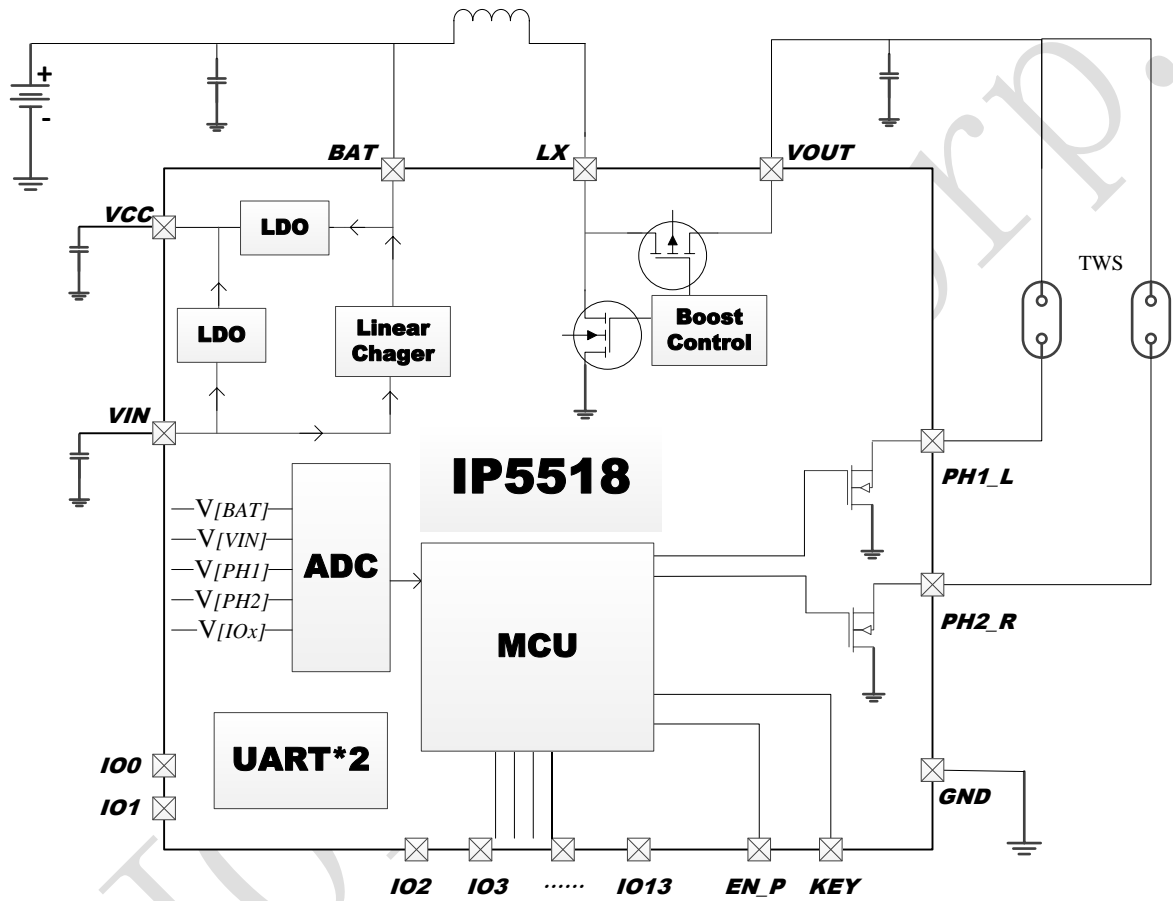 +
-
BAT
LX
VOUT
VCC
LDO
TWS
LDO
Linear
Chager
Boost
Control
VIN
IP5518
PH1_L
V[BAT]
V[VIN]
V[PH1]
V[PH2]
V[IOx]
ADC
MCU
PH2_R
UART*2
IO0
IO1
GND
IO2
IO3
······
IO13
EN_P
KEY
orp.